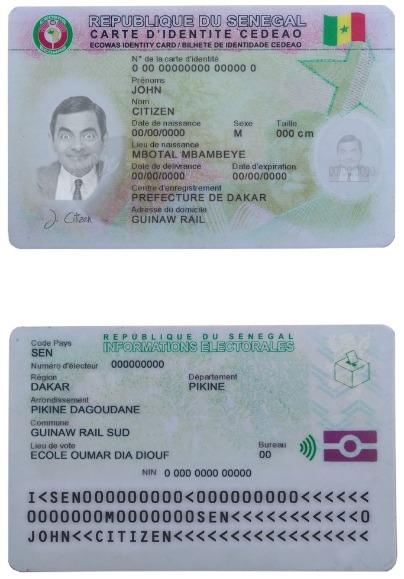 REPUBLIQUE DU SENEGAL
CARTE D'IDENTITE CEDEAO
ECOWAS IDENTITY CARD / BILHETE DE IDENTIDADE CEDEAO
N° de la carte d'identité
0 00 00000000 00000 0
Prénoms
JOHN
Nom
CITIZEN
Date de naissance Sexe Taille
00/00/0000 M 000 cm
Lieu de naissance
MBOTAL MBAMBEYE
Date de délivrance Date d'expiration
00/00/0000 00/00/0000
Centre d'enregistrement
PREFECTURE DE DAKAR
Adresse du domicile
GUINAW RAIL
J. Citizen
REPUBLIQUE DU SENEGAL
INFORMATIONS ELECTORALES
Code Pays
SEN
Numéro d'électeur 000000000
Région Département
DAKAR PIKINE
Arrondissement
PIKINE DAGOUDANE
Commune
GUINAW RAIL SUD
Lieu de vote Bureau
ECOLE OUMAR DIA DIOUF 00
NIN 0 000 0000 00000
I<SEN0000000000<000000000<<<<<<
0000000M0000000SEN<<<<<<<<<<<0
JOHN<<CITIZEN<<<<<<<<<<<<<<<<<